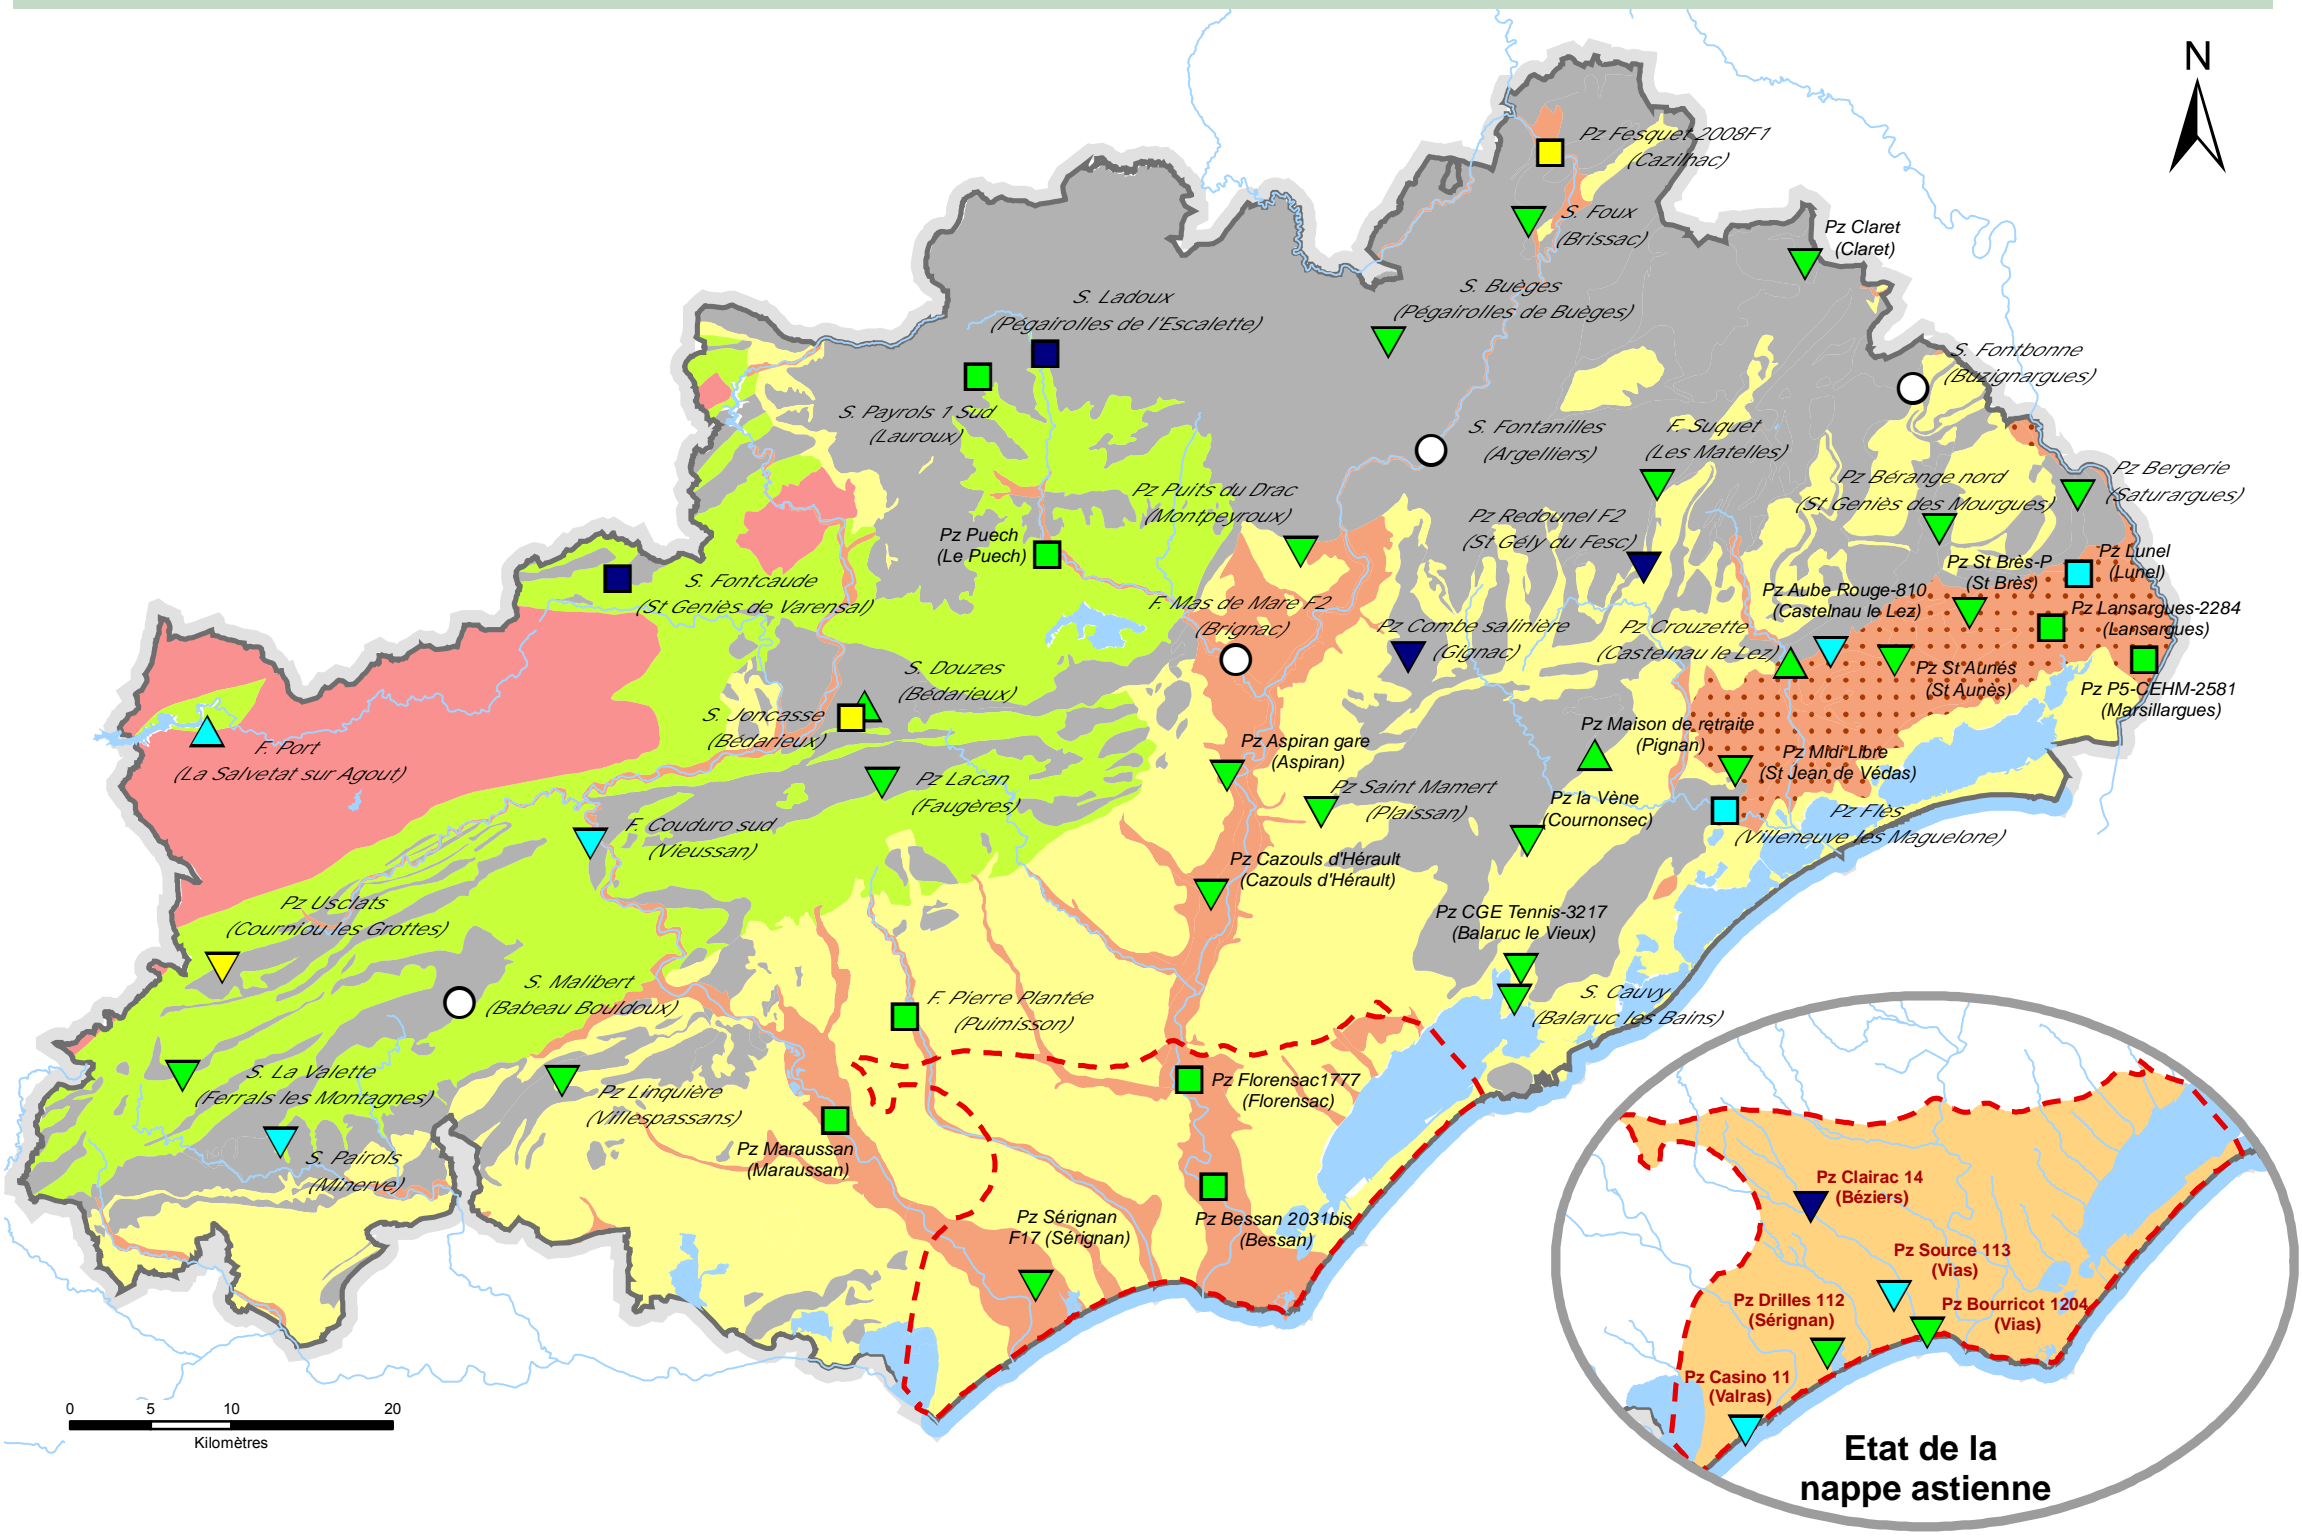 N
Pz Fesquet 2008F1
(Cazilhac)
S. Foux
(Brissac)
Pz Claret
(Claret)
S. Buèges
(Pégairolles de Buèges)
S. Ladoux
(Pégairolles de l'Escalette)
S. Fontbonne
(Buzignargues)
S. Payrols 1 Sud
(Lauroux)
S. Fontanilles
(Argelliers)
F. Suquet
(Les Matelles)
Pz Bérange nord
(St Geniès des Mourgues)
Pz Bergerie
(Saturargues)
Pz Puits du Drac
(Montpeyroux)
Pz Redounel F2
(St Gély du Fesc)
Pz Puech
(Le Puech)
Pz Lunel
(Lunel)
Pz St Brès-P
(St Brès)
S. Fontcaude
(St Geniès de Varensal)
Pz Aube Rouge-810
(Castelnau le Lez)
Pz Lansargues-2284
(Lansargues)
F. Mas de Mare F2
(Brignac)
Pz Combe salinière
(Gignac)
Pz Crouzette
(Castelnau le Lez)
S. Douzes
(Bédarieux)
Pz St Aunés
(St Aunès)
Pz P5-CEHM-2581
(Marsillargues)
S. Joncasse
(Bédarieux)
Pz Maison de retraite
(Pignan)
F. Port
(La Salvetat sur Agout)
Pz Aspiran gare
(Aspiran)
Pz Midi Libre
(St Jean de Védas)
Pz Lacan
(Faugères)
Pz Saint Mamert
(Plaissan)
Pz la Vène
(Cournonsec)
Pz Flès
(Villeneuve les Maguelone)
F. Couduro sud
(Vieussan)
Pz Cazouls d'Hérault
(Cazouls d'Hérault)
Pz Usclats
(Courniou les Grottes)
Pz CGE Tennis-3217
(Balaruc le Vieux)
S. Malibert
(Babeau Bouldoux)
F. Pierre Plantée
(Puimisson)
S. Cauvy
(Balaruc les Bains)
S. La Valette
(Ferrals les Montagnes)
Pz Linquière
(Villespassans)
Pz Florensac1777
(Florensac)
Pz Maraussan
(Maraussan)
S. Pairols
(Minerve)
Pz Sérignan
F17 (Sérignan)
Pz Bessan 2031bis
(Bessan)
Pz Clairac 14
(Béziers)
Pz Source 113
(Vias)
Pz Drilles 112
(Sérignan)
Pz Bourricot 1204
(Vias)
Pz Casino 11
(Valras)
0 5 10 20
Kilomètres
Etat de la
nappe astienne